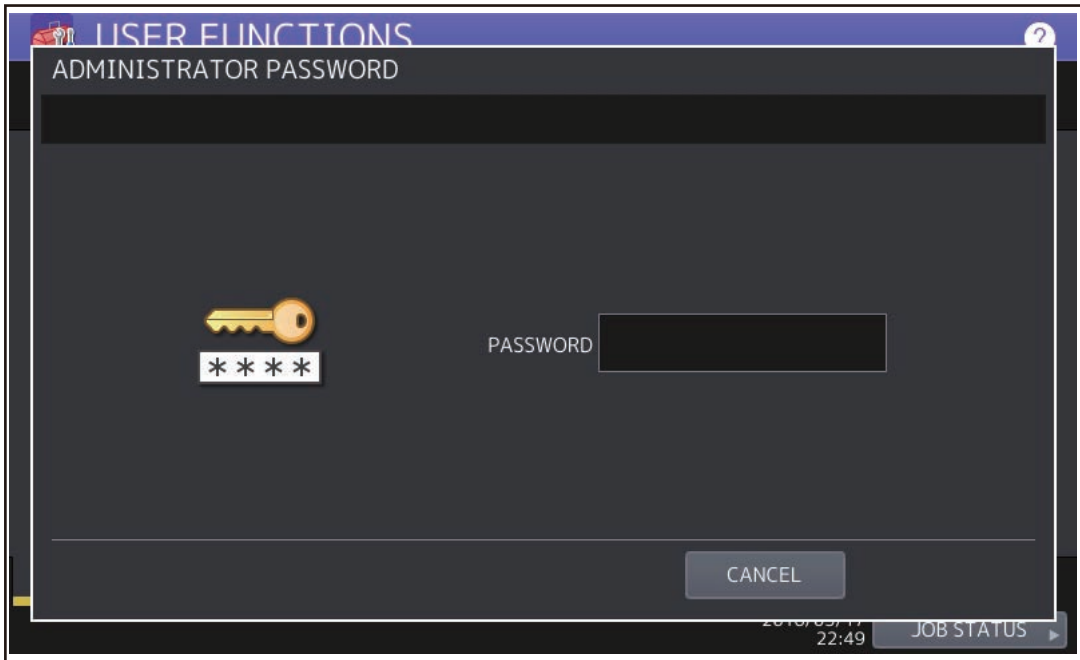 USER FUNCTIONS
?
ADMINISTRATOR PASSWORD
* * * *
PASSWORD
CANCEL
22:49
JOB STATUS